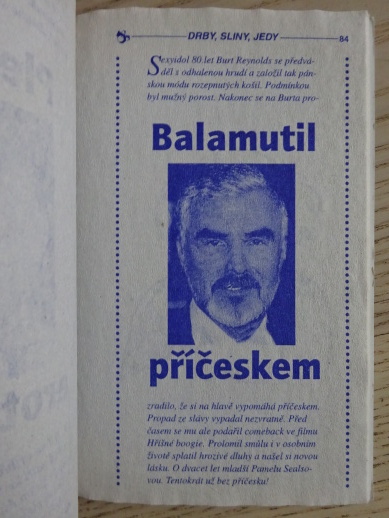 DRBY, SLINY, JEDY
84
Sexyidol 80.let Burt Reynolds se předvá-
děl s odhalenou hrudí a založil tak pán-
skou módu rozepnutých košil. Podmínkou
byl mužný porost. Nakonec se na Burta pro-
Balamutil
příčeskem
zradilo, že si na hlavě vypomáhá příčeskem.
Propad ze slávy vypadal nezvratně. Před
časem se mu ale podařil comeback ve filmu
Hříšné boogie. Prolomil smůlu i v osobním
životě splatil hrozivé dluhy a našel si novou
lásku. O dvacet let mladší Pamelu Sealso-
vou. Tentokrát už bez příčesku!